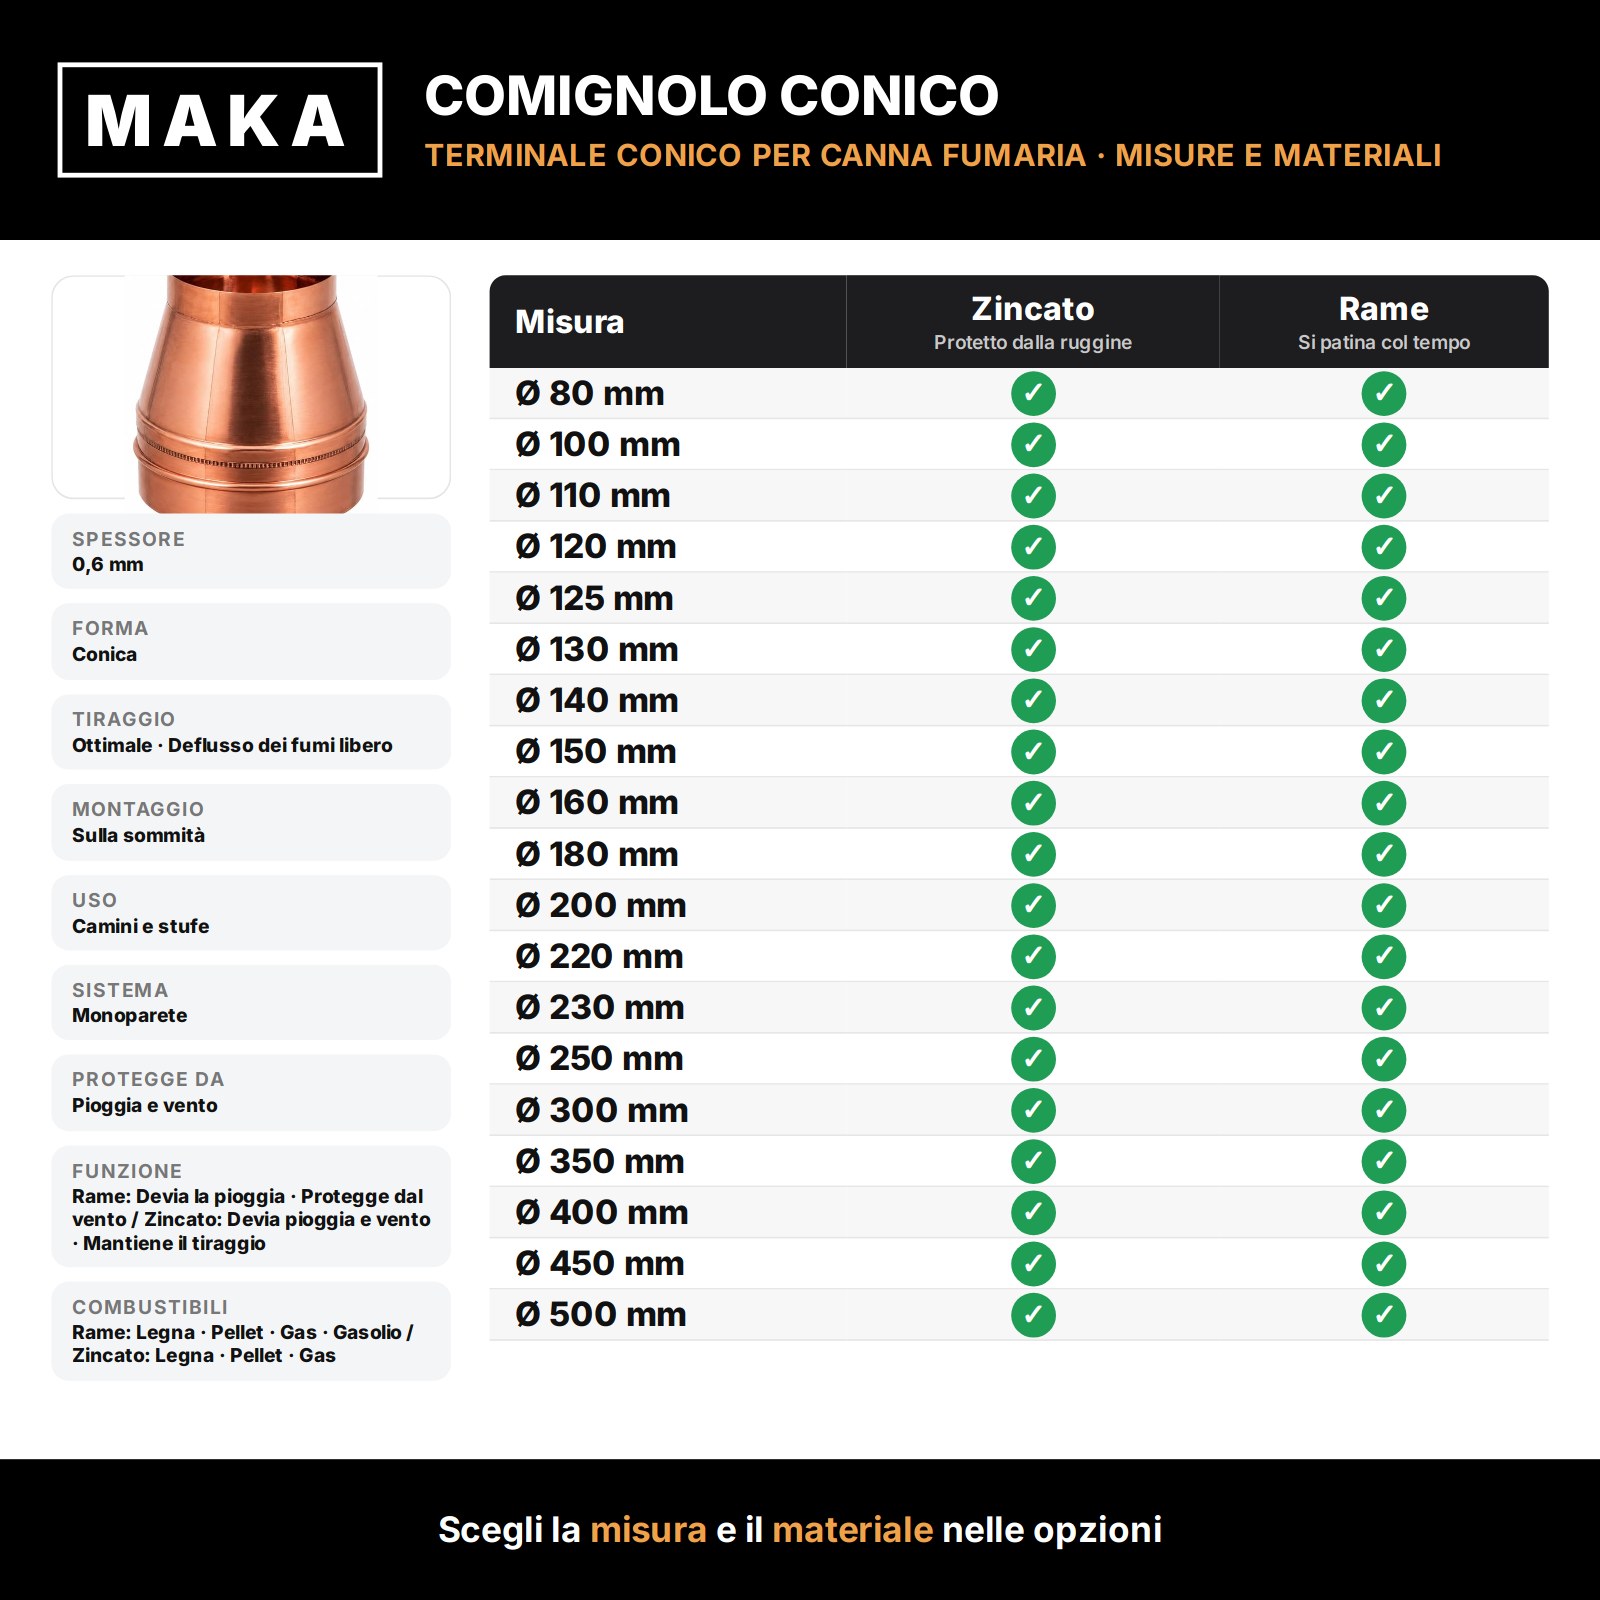 MAKA
COMIGNOLO CONICO
TERMINALE CONICO PER CANNA FUMARIA · MISURE E MATERIALI
SPESSORE
0,6 mm
FORMA
Conica
TIRAGGIO
Ottimale · Deflusso dei fumi libero
MONTAGGIO
Sulla sommità
USO
Camini e stufe
SISTEMA
Monoparete
PROTEGGE DA
Pioggia e vento
FUNZIONE
Rame: Devia la pioggia · Protegge dal
vento / Zincato: Devia pioggia e vento
· Mantiene il tiraggio
COMBUSTIBILI
Rame: Legna · Pellet · Gas · Gasolio /
Zincato: Legna · Pellet · Gas
Misura Zincato Rame
Protetto dalla ruggine Si patina col tempo
Ø 80 mm ✓ ✓
Ø 100 mm ✓ ✓
Ø 110 mm ✓ ✓
Ø 120 mm ✓ ✓
Ø 125 mm ✓ ✓
Ø 130 mm ✓ ✓
Ø 140 mm ✓ ✓
Ø 150 mm ✓ ✓
Ø 160 mm ✓ ✓
Ø 180 mm ✓ ✓
Ø 200 mm ✓ ✓
Ø 220 mm ✓ ✓
Ø 230 mm ✓ ✓
Ø 250 mm ✓ ✓
Ø 300 mm ✓ ✓
Ø 350 mm ✓ ✓
Ø 400 mm ✓ ✓
Ø 450 mm ✓ ✓
Ø 500 mm ✓ ✓
Scegli la misura e il materiale nelle opzioni